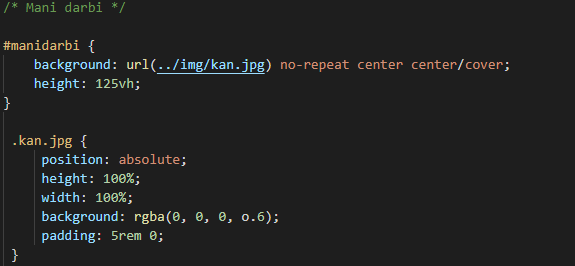 /* Mani darbi */
#manidarbi {
background: url(../img/kan.jpg) no-repeat center center/cover;
height: 125vh;
}
.kan.jpg {
position: absolute;
height: 100%;
width: 100%;
background: rgba(0, 0, 0, o.6);
padding: 5rem 0;
}